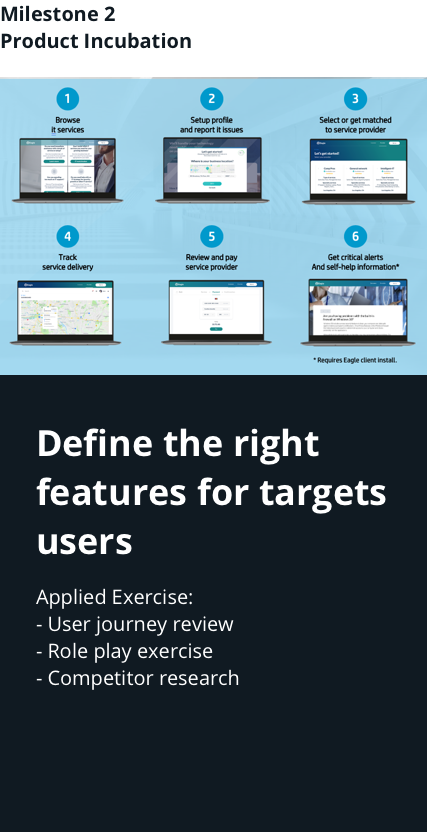 Milestone 2
Product Incubation
1
2
3
Browse
it services
Setup profile
and report it issues
Select or get matched
to service provider
4
5
6
Track
service delivery
Review and pay
service provider
Get critical alerts
And self-help information*
* Requires Eagle client install.
Define the right
features for targets
users
Applied Exercise:
- User journey review
- Role play exercise
- Competitor research